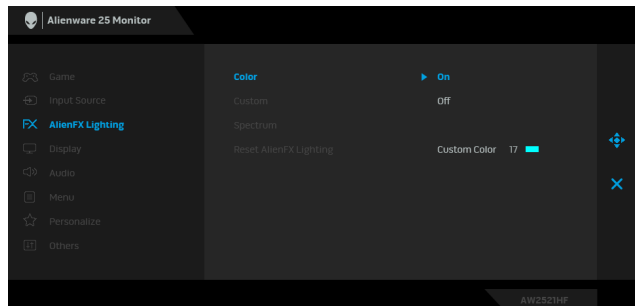 Alienware 25 Monitor
Game
Color
On
Input Source
Custom
Off
FX AlienFX Lighting
Spectrum
Display
Reset AlienFX Lighting
Custom Color 17
Audio
Menu
Personalize
Others
AW2521HF